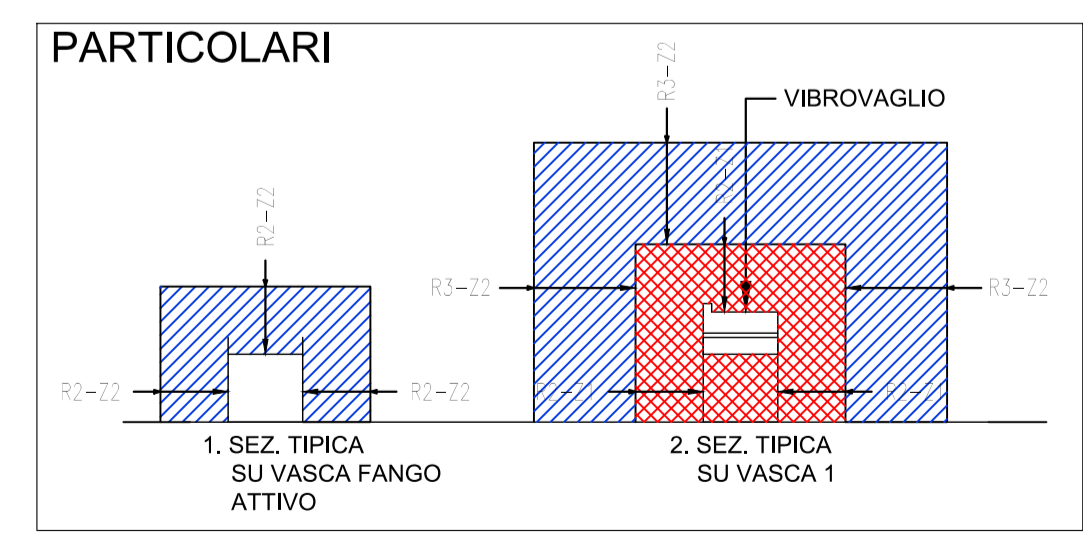 PARTICOLARI
R3-Z2
VIBROVAGLIO
R2-Z1
R2-Z2
R3-Z2
R3-Z2
R2-Z2
R2-Z2
R2-Z1
R2-Z1
1. SEZ. TIPICA
SU VASCA FANGO
ATTIVO
2. SEZ. TIPICA
SU VASCA 1